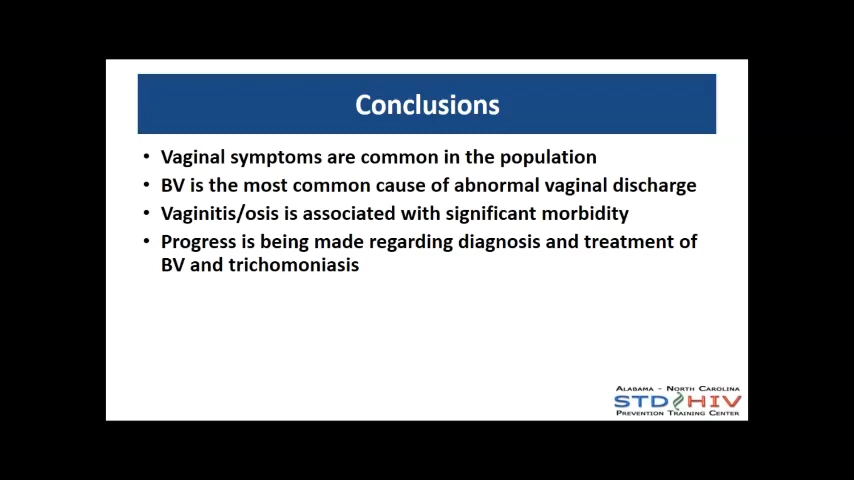 Conclusions
• Vaginal symptoms are common in the population
• BV is the most common cause of abnormal vaginal discharge
• Vaginitis/osis is associated with significant morbidity
• Progress is being made regarding diagnosis and treatment of
BV and trichomoniasis
Alabama - North Carolina
STD HIV
Prevention Training Center